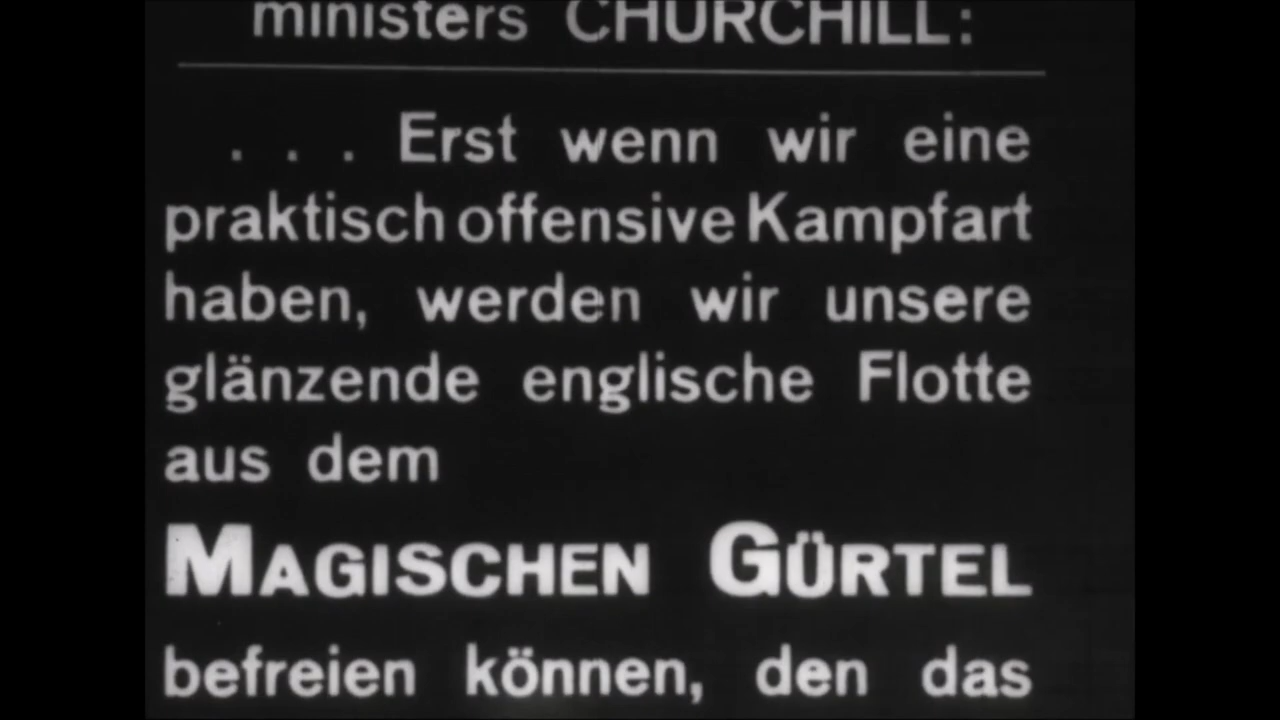 ministers CHURCHILL:
. . . Erst wenn wir eine
praktisch offensive Kampfart
haben, werden wir unsere
glänzende englische Flotte
aus dem
MAGISCHEN GÜRTEL
befreien können, den das